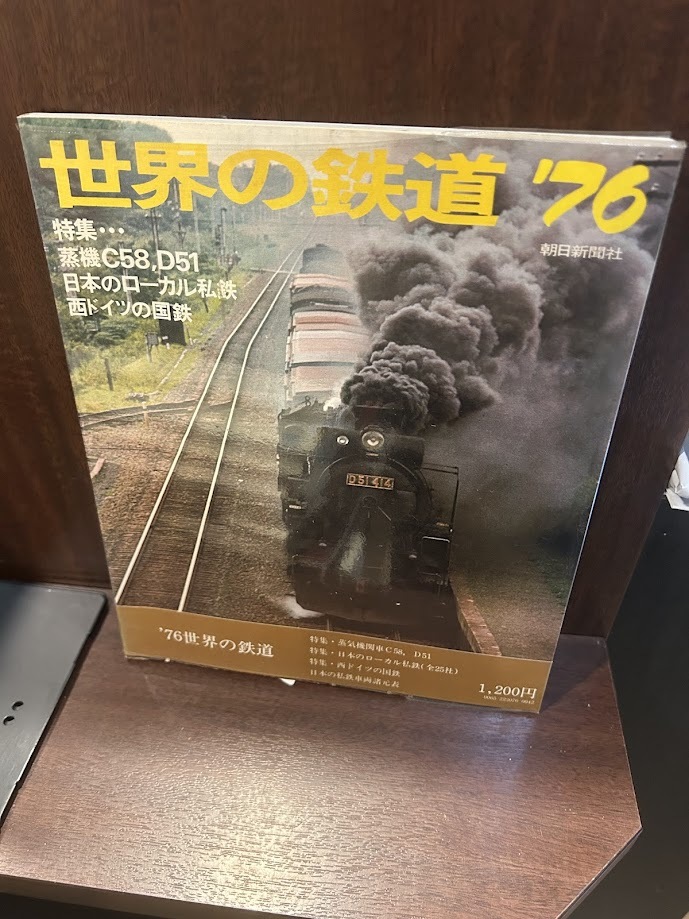 世界の鉄道 '76
朝日新聞社
特集・・・
蒸機C58,D51
日本のローカル私鉄
西ドイツの国鉄
'76世界の鉄道
特集・蒸気機関車C58, D51
特集・日本のローカル私鉄(全25社)
特集・西ドイツの国鉄
日本の私鉄車両諸元表
1,200円